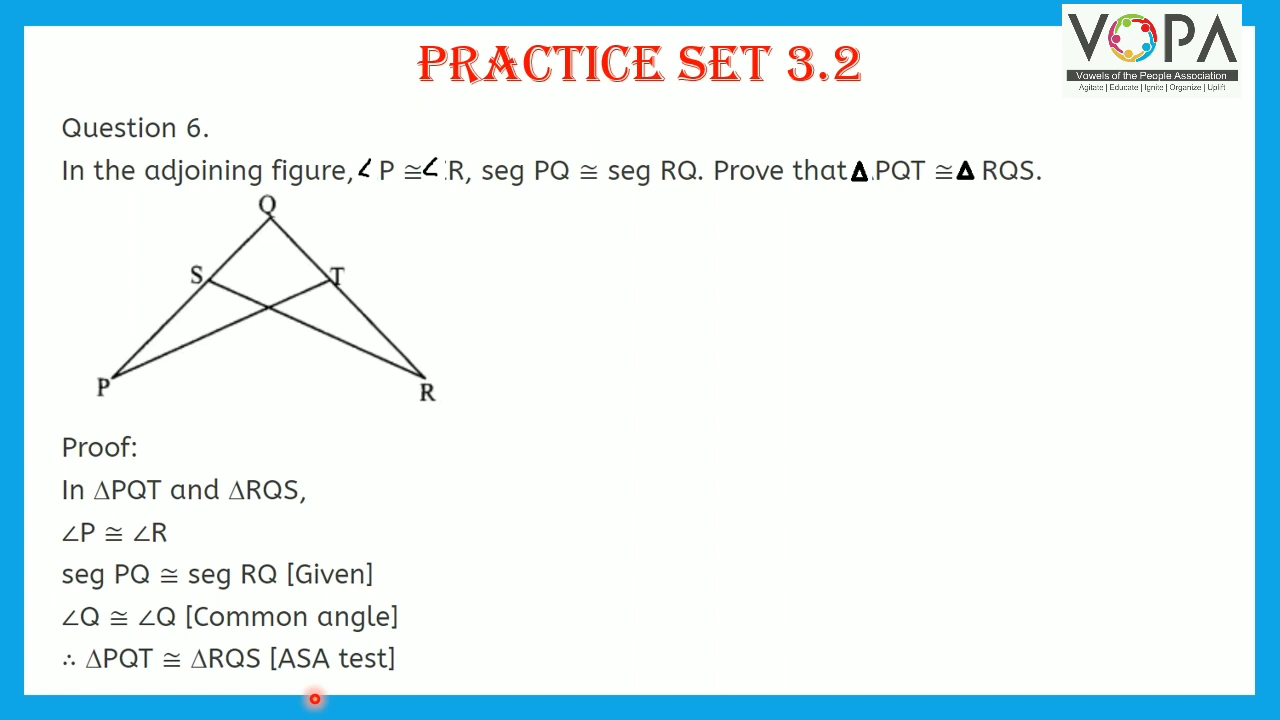 PRACTICE SET 3.2
VOPA
Vowels of the People Association
Agitate | Educate | Ignite | Organize | Uplift
Question 6.
In the adjoining figure, ∠ P ≅ ∠ R, seg PQ ≅ seg RQ. Prove that Δ PQT ≅ Δ RQS.
Q
S T
P R
Proof:
In ΔPQT and ΔRQS,
∠P ≅ ∠R
seg PQ ≅ seg RQ [Given]
∠Q ≅ ∠Q [Common angle]
∴ ΔPQT ≅ ΔRQS [ASA test]